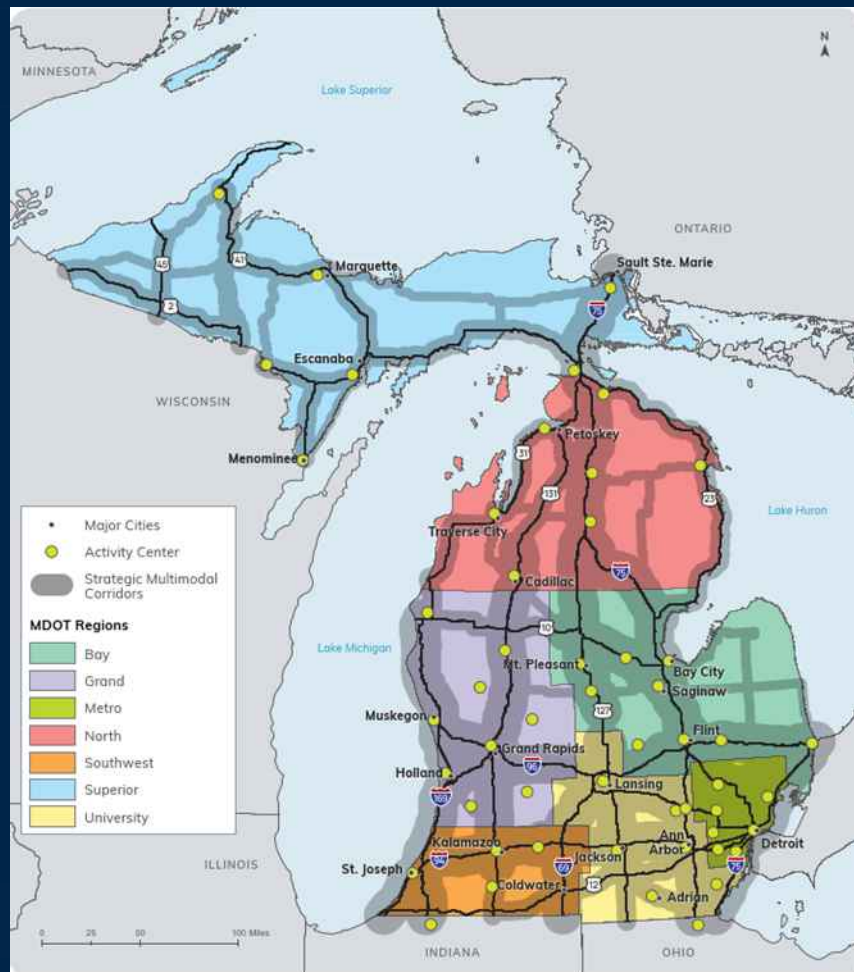 MINNESOTA
N
Lake Superior
ONTARIO
Sault Ste. Marie
Marquette
45
41
2
75
Escanaba
WISCONSIN
Menominee
Petoskey
31
131
23
Lake Huron
Traverse City
Cadillac
75
Major Cities
Activity Center
Strategic Multimodal
Corridors
MDOT Regions
Bay
Grand
Metro
North
Southwest
Superior
University
10
Lake Michigan
Mt. Pleasant
Bay City
Saginaw
127
Muskegon
Flint
Grand Rapids
96
Holland
Lansing
169
Kalamazoo
Ann
Arbor
Detroit
94
Jackson
75
ILLINOIS
St. Joseph
69
Coldwater
12
Adrian
0 25 50 100 Miles
INDIANA
OHIO